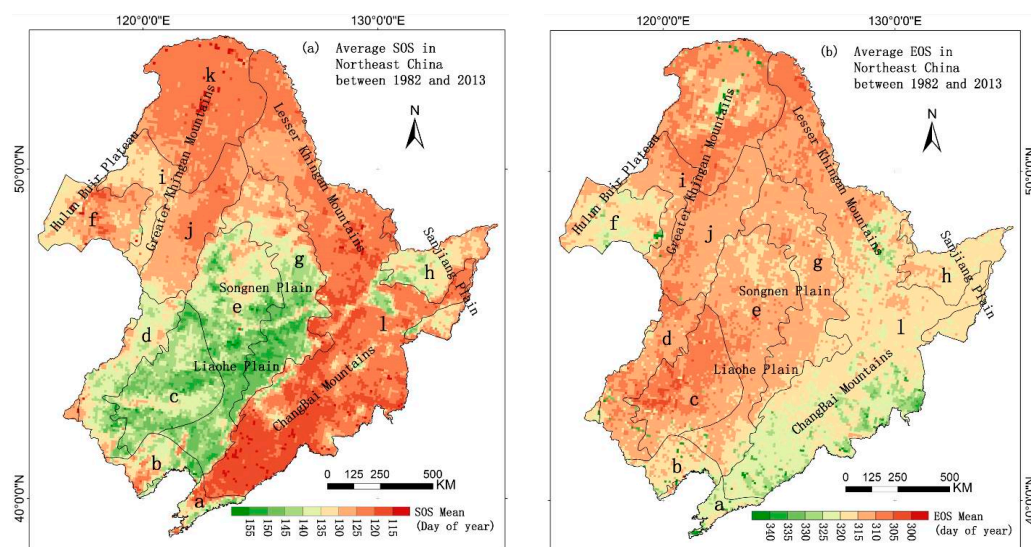 120°0'0"E
130°0'0"E
(a) Average SOS in
Northeast China
between 1982 and 2013
N
50°0'0"N
40°0'0"N
k
Greater Khingan Mountains
Lesser Khingan Mountains
Hulun Buir Plateau
i
f
j
g
Songnen Plain
e
Sanjiang Plain
h
l
d
Liaohe Plain
c
ChangBai Mountains
b
a
0 125 250 500
KM
155 150 145 140 135 130 125 120 115
SOS Mean
(Day of year)
120°0'0"E
130°0'0"E
(b) Average EOS in
Northeast China
between 1982 and 2013
N
50°0'0"N
Greater Khingan Mountains
Lesser Khingan Mountains
Hulun Buir Plateau
i
f
j
g
Songnen Plain
e
Sanjiang Plain
h
l
d
Liaohe Plain
c
ChangBai Mountains
b
a
0 125 250 500
KM
340 335 330 325 320 315 310 305 300
EOS Mean
(Day of year)